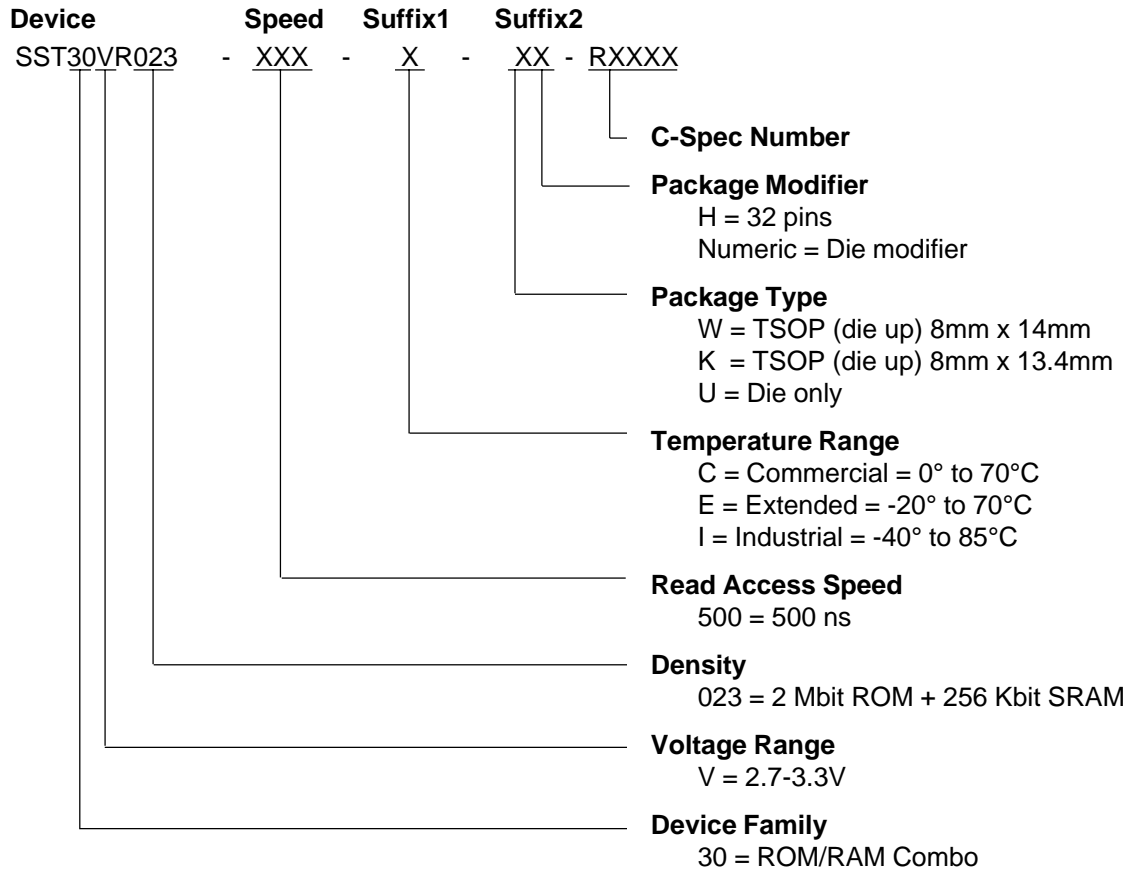 Device Speed Suffix1 Suffix2
SST30VR023 - XXX - X - XX - RXXXX
C-Spec Number
Package Modifier
H = 32 pins
Numeric = Die modifier
Package Type
W = TSOP (die up) 8mm x 14mm
K = TSOP (die up) 8mm x 13.4mm
U = Die only
Temperature Range
C = Commercial = 0° to 70°C
E = Extended = -20° to 70°C
I = Industrial = -40° to 85°C
Read Access Speed
500 = 500 ns
Density
023 = 2 Mbit ROM + 256 Kbit SRAM
Voltage Range
V = 2.7-3.3V
Device Family
30 = ROM/RAM Combo